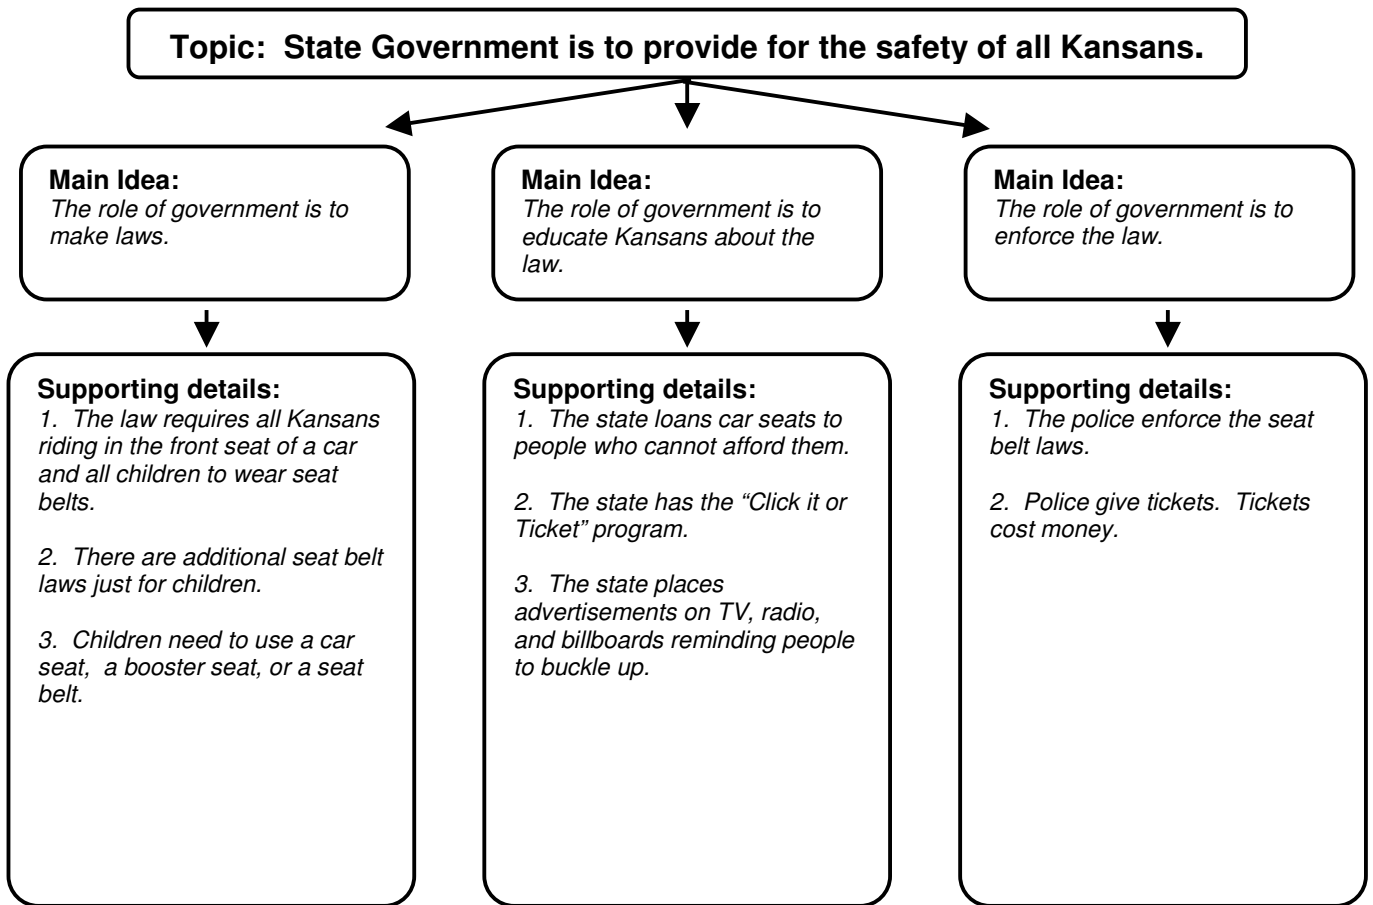 Topic: State Government is to provide for the safety of all Kansans.
Main Idea:
The role of government is to
make laws.
Main Idea:
The role of government is to
educate Kansans about the
law.
Main Idea:
The role of government is to
enforce the law.
Supporting details:
1. The law requires all Kansans
riding in the front seat of a car
and all children to wear seat
belts.
2. There are additional seat belt
laws just for children.
3. Children need to use a car
seat, a booster seat, or a seat
belt.
Supporting details:
1. The state loans car seats to
people who cannot afford them.
2. The state has the “Click it or
Ticket” program.
3. The state places
advertisements on TV, radio,
and billboards reminding people
to buckle up.
Supporting details:
1. The police enforce the seat
belt laws.
2. Police give tickets. Tickets
cost money.